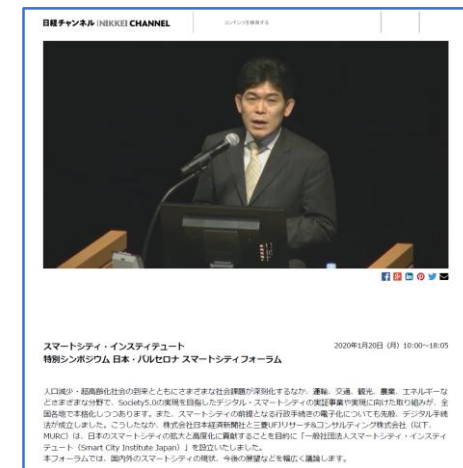 日経チャンネル NIKKEI CHANNEL
コンテンツを検索する
スマートシティ・インスティテュート
特別シンポジウム 日本・バルセロナ スマートシティフォーラム
2020年1月20日（月）10:00～18:05
人口減少・超高齢化社会の到来とともにさまざまな社会課題が深刻化するなか、運輸、交通、観光、農業、エネルギーな
どさまざまな分野で、Society5.0の実現を目指したデジタル・スマートシティの実証事業や実現に向けた取り組みが、全
国各地で本格化しつつあります。また、スマートシティの前提となる行政手続きの電子化についても先般、デジタル手続
法が成立しました。こうしたなか、株式会社日本経済新聞社と三菱UFJリサーチ&コンサルティング株式会社（以下、
MURC）は、日本のスマートシティの拡大と高度化に貢献することを目的に「一般社団法人スマートシティ・インスティ
テュート（Smart City Institute Japan）」を設立いたしました。
本フォーラムでは、国内外のスマートシティの現状、今後の展望などを幅広く議論します。